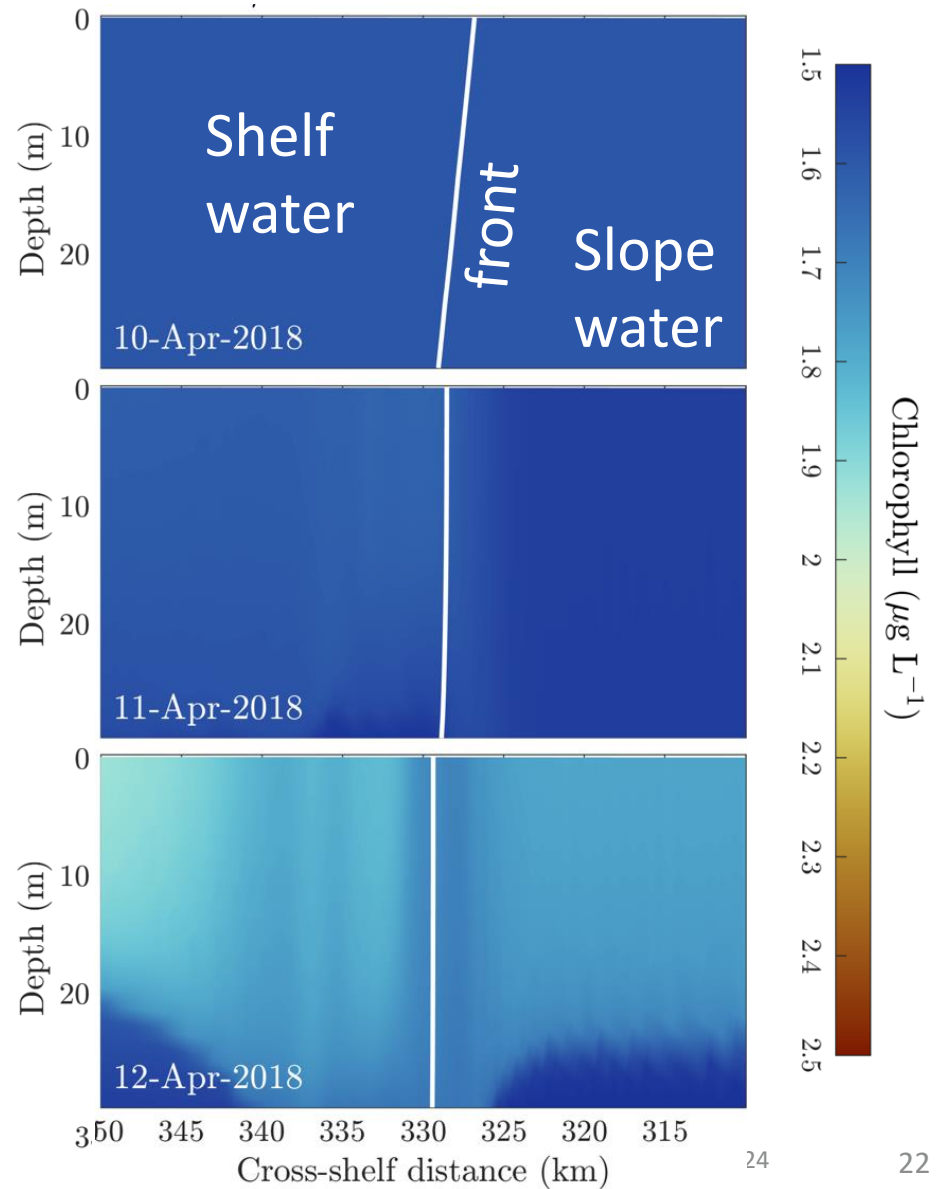 0
10
20
Depth (m)
Shelf
water
front
Slope
water
10-Apr-2018
0
10
20
Depth (m)
11-Apr-2018
0
10
20
Depth (m)
12-Apr-2018
350 345 340 335 330 325 320 315
Cross-shelf distance (km)
1.5
1.6
1.7
1.8
1.9
2
2.1
2.2
2.3
2.4
2.5
Chlorophyll (μg L⁻¹)
24
22